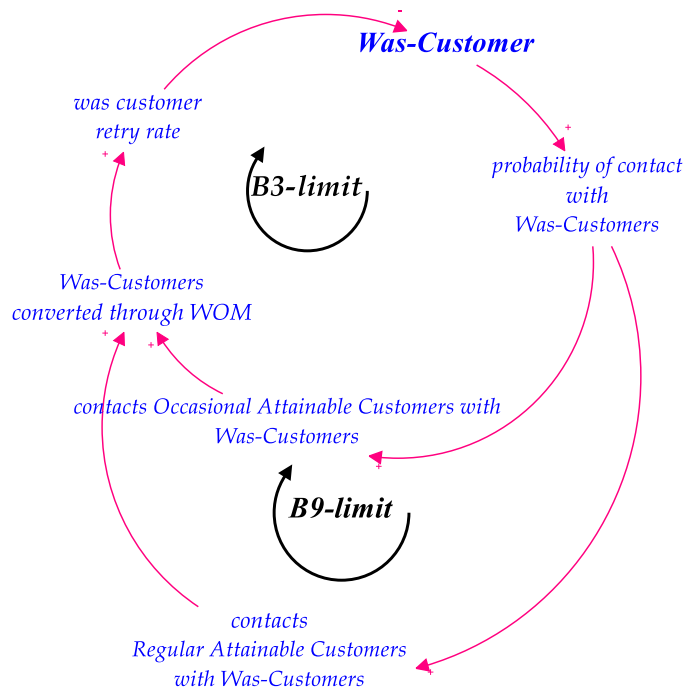 -
Was-Customer
was customer
retry rate
+
+
probability of contact
with
Was-Customers
B3-limit
Was-Customers
converted through WOM
+
+
contacts Occasional Attainable Customers with
Was-Customers
+
B9-limit
contacts
Regular Attainable Customers
with Was-Customers
+